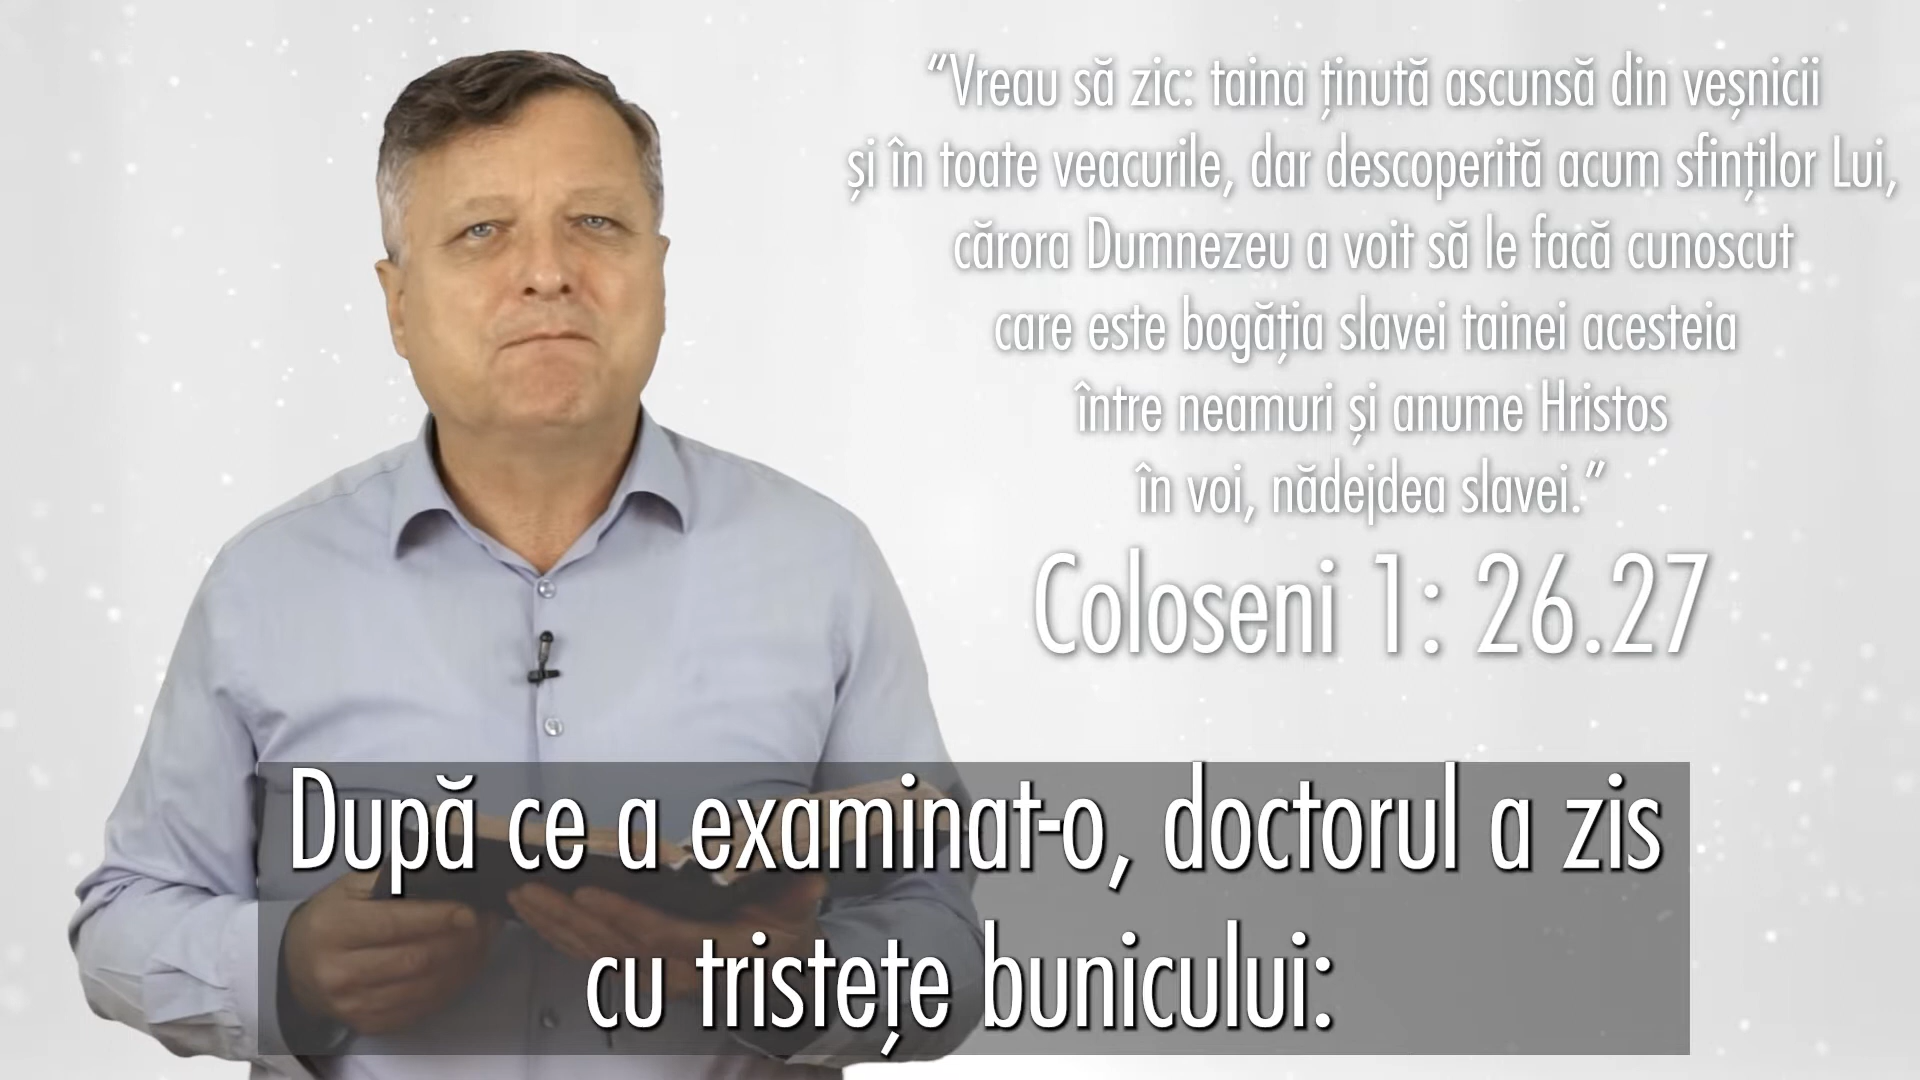 “Vreau să zic: taina ținută ascunsă din veșnicii
și în toate veacurile, dar descoperită acum sfinților Lui,
cărora Dumnezeu a voit să le facă cunoscut
care este bogăția slavei tainei acesteia
între neamuri și anume Hristos
în voi, nădejdea slavei.”
Coloseni 1: 26.27
După ce a examinat-o, doctorul a zis
cu tristețe bunicului: